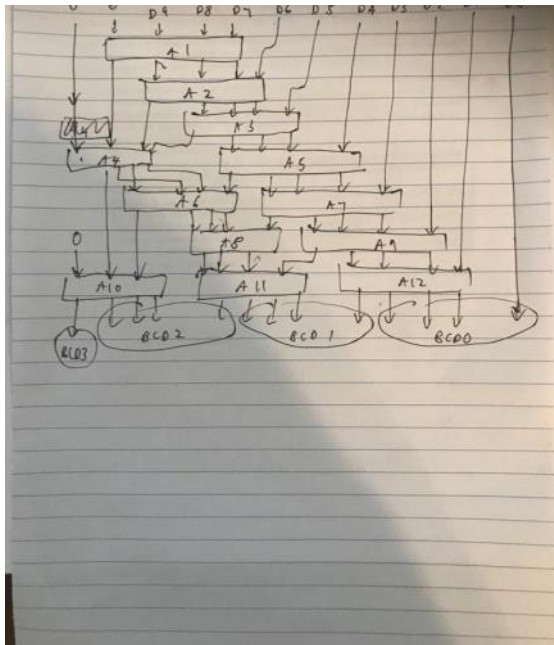 D9 D8 D7 D6 D5 D4 D3
A1
A2
A3
A4 A5
A6 A7
A8 A9
0
A10 A11 A12
BCD3 BCD2 BCD1 BCD0